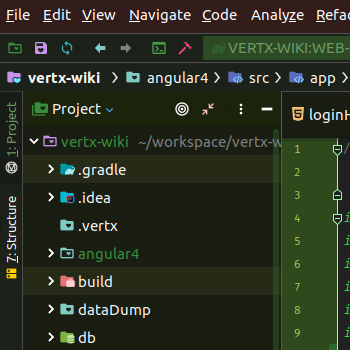 File Edit View Navigate Code Analyze Refac
VERTX-WIKI:WEB-
vertx-wiki angular4 src app
1: Project
7: Structure
Project
loginH
vertx-wiki ~/workspace/vertx-w
.gradle
.idea
.vertx
angular4
build
dataDump
db
1
2
3
4
5
6
7
8
9